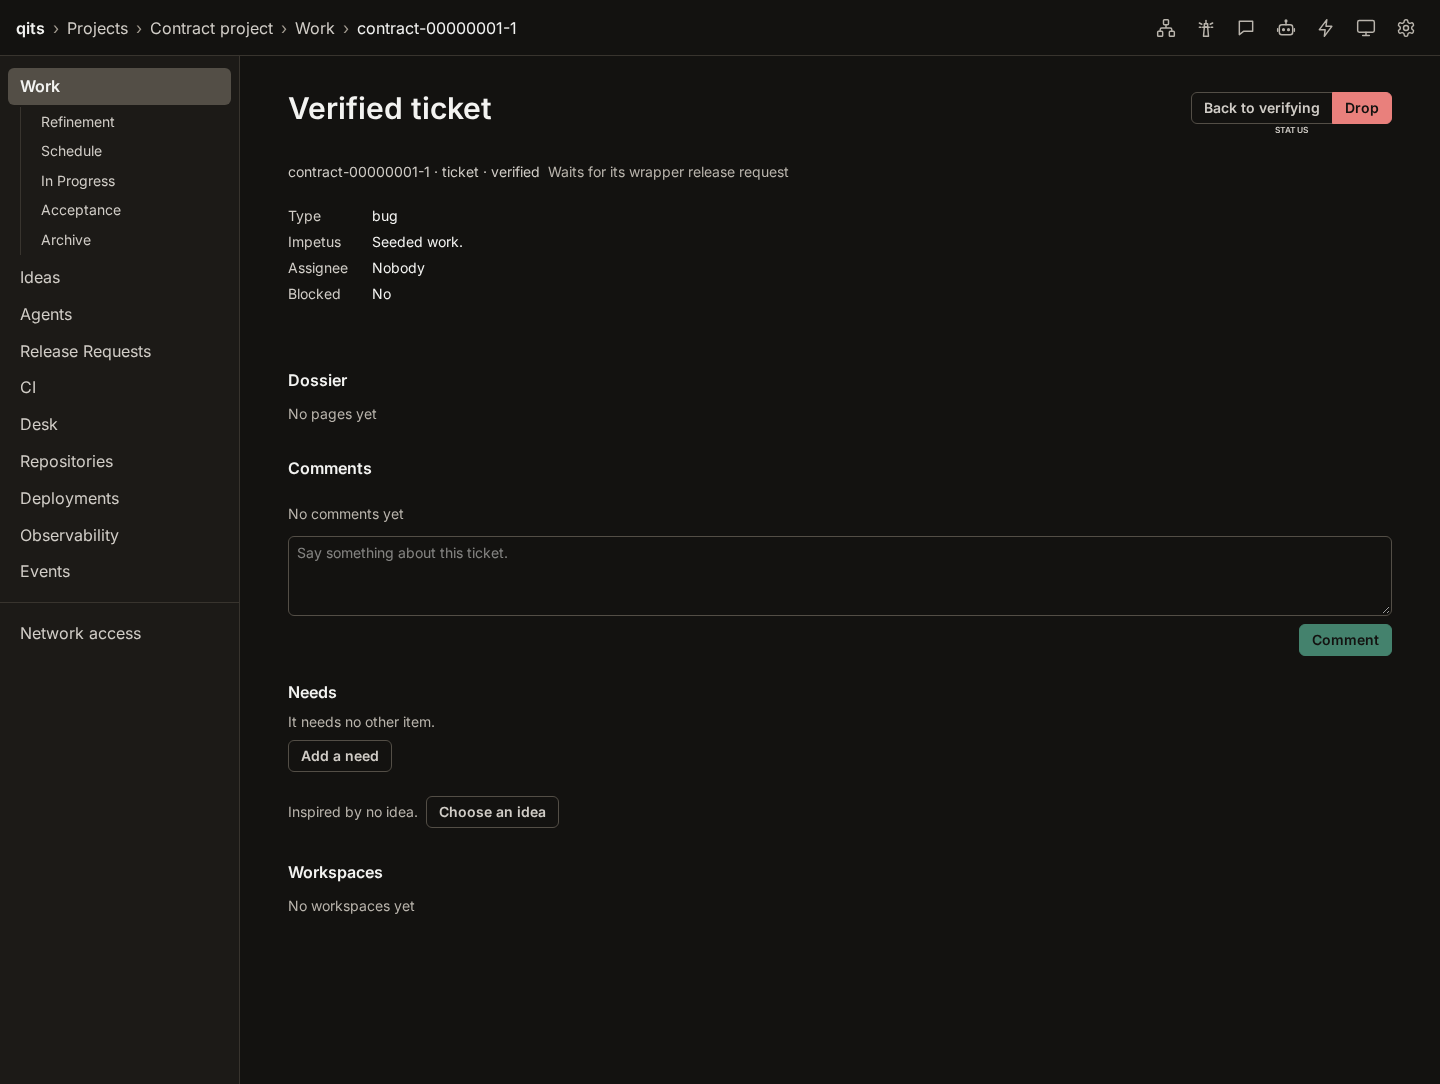 qits › Projects › Contract project › Work › contract-00000001-1
Work
Refinement
Schedule
In Progress
Acceptance
Archive
Ideas
Agents
Release Requests
CI
Desk
Repositories
Deployments
Observability
Events
Network access
Verified ticket
Back to verifying
Drop
STATUS
contract-00000001-1 · ticket · verified Waits for its wrapper release request
Type bug
Impetus Seeded work.
Assignee Nobody
Blocked No
Dossier
No pages yet
Comments
No comments yet
Say something about this ticket.
Comment
Needs
It needs no other item.
Add a need
Inspired by no idea. Choose an idea
Workspaces
No workspaces yet